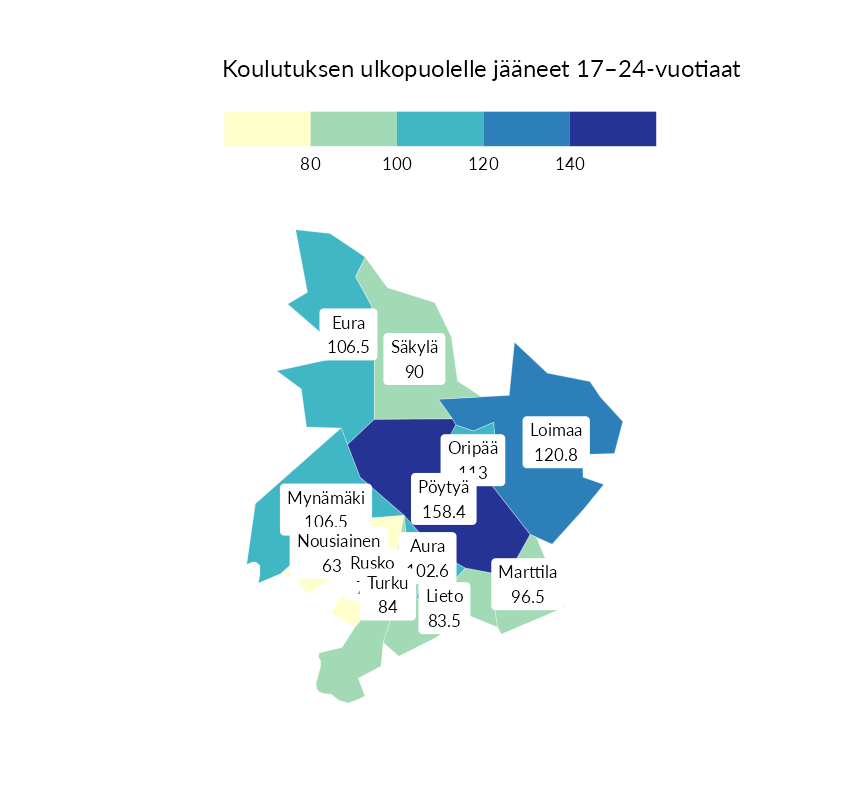 Koulutuksen ulkopuolelle jääneet 17–24-vuotiaat
80 100 120 140
Eura
106.5
Säkylä
90
Loimaa
120.8
Oripää
113
Pöytyä
158.4
Mynämäki
106.5
Nousiainen
63
Aura
102.6
Rusko
Turku
84
Lieto
83.5
Marttila
96.5